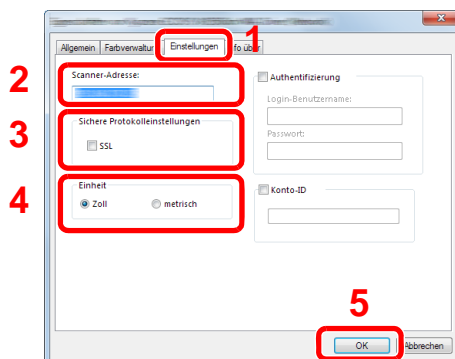 1
Allgemein Farbverwaltur Einstellungen fo über
2
Scanner-Adresse:
Authentifizierung
Login-Benutzername:
3
Sichere Protokolleinstellungen
SSL
Passwort:
4
Einheit
Zoll metrisch
Konto-ID
5
OK Abbrechen